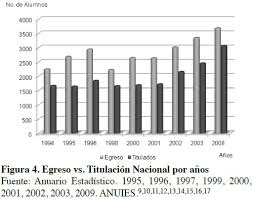 No. de Alumnos
4000
3500
3000
2500
2000
1500
1000
500
0
1994 1995 1996 1998 2000 2001 2002 2003 2008
Años
Egreso Titulados
Figura 4. Egreso vs. Titulación Nacional por años
Fuente: Anuario Estadístico. 1995, 1996, 1997, 1999, 2000,
2001, 2002, 2003, 2009. ANUIES.9,10,11,12,13,14,15,16,17